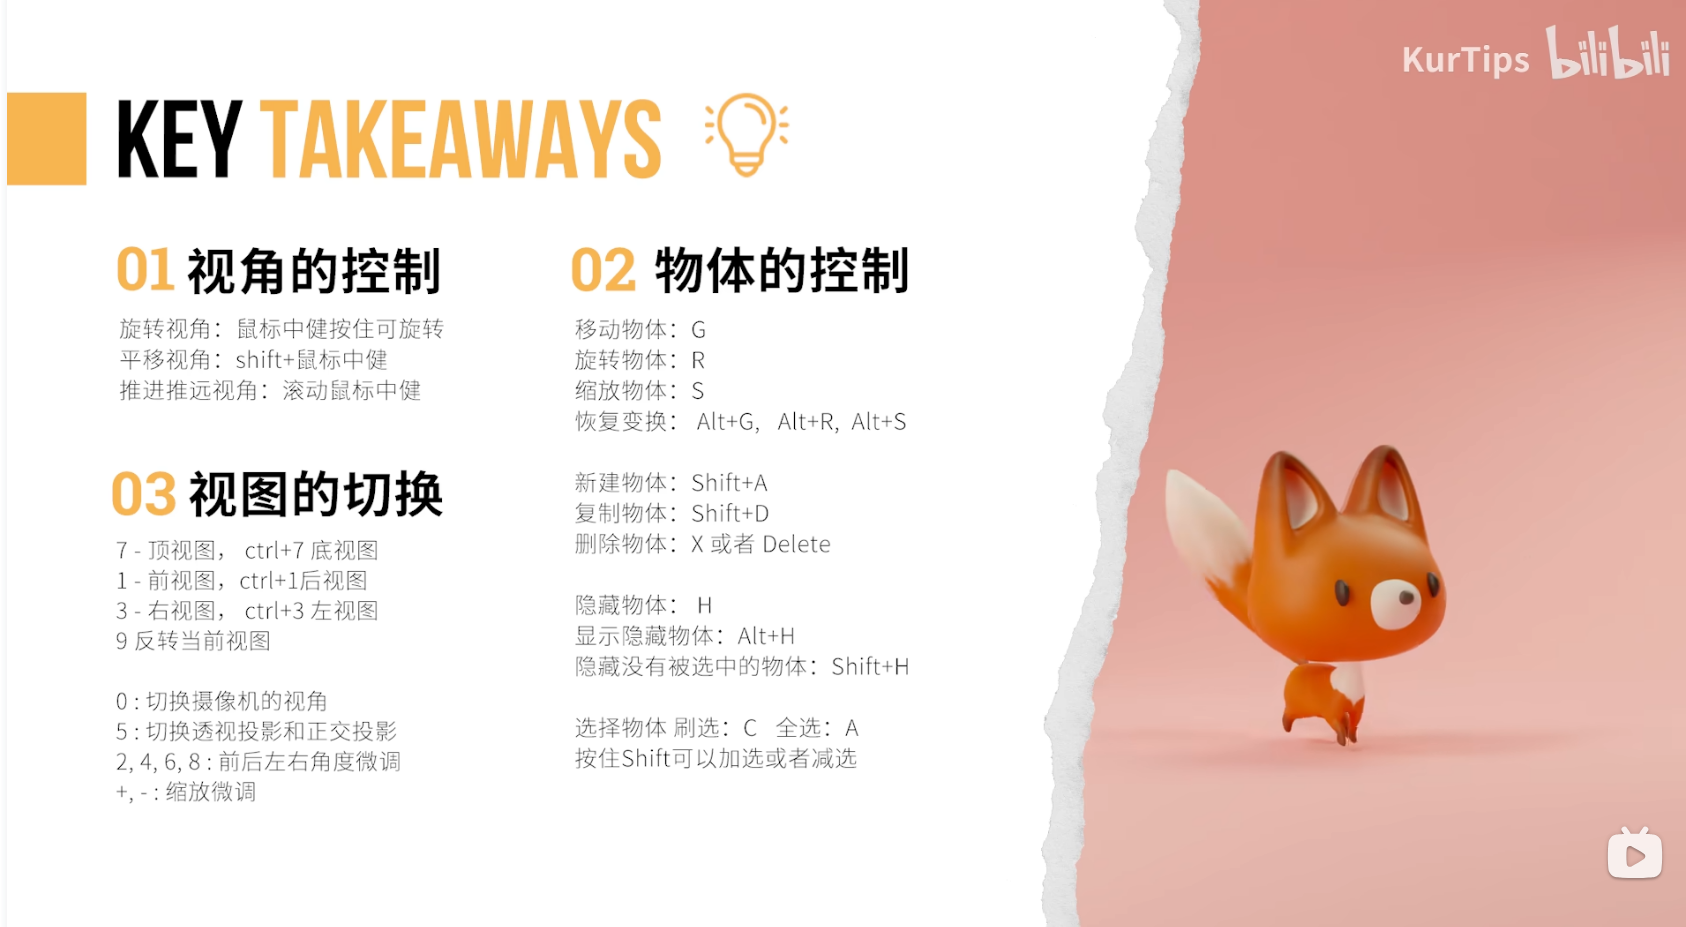 KurTips bilibili
KEY TAKEAWAYS
01 视角的控制
旋转视角：鼠标中健按住可旋转
平移视角：shift+鼠标中健
推进推远视角：滚动鼠标中健
02 物体的控制
移动物体：G
旋转物体：R
缩放物体：S
恢复变换： Alt+G, Alt+R, Alt+S
新建物体：Shift+A
复制物体：Shift+D
删除物体：X 或者 Delete
隐藏物体： H
显示隐藏物体：Alt+H
隐藏没有被选中的物体：Shift+H
选择物体 刷选：C 全选：A
按住Shift可以加选或者减选
03 视图的切换
7 - 顶视图， ctrl+7 底视图
1 - 前视图，ctrl+1后视图
3 - 右视图， ctrl+3 左视图
9 反转当前视图
0 : 切换摄像机的视角
5 : 切换透视投影和正交投影
2, 4, 6, 8 : 前后左右角度微调
+, - : 缩放微调